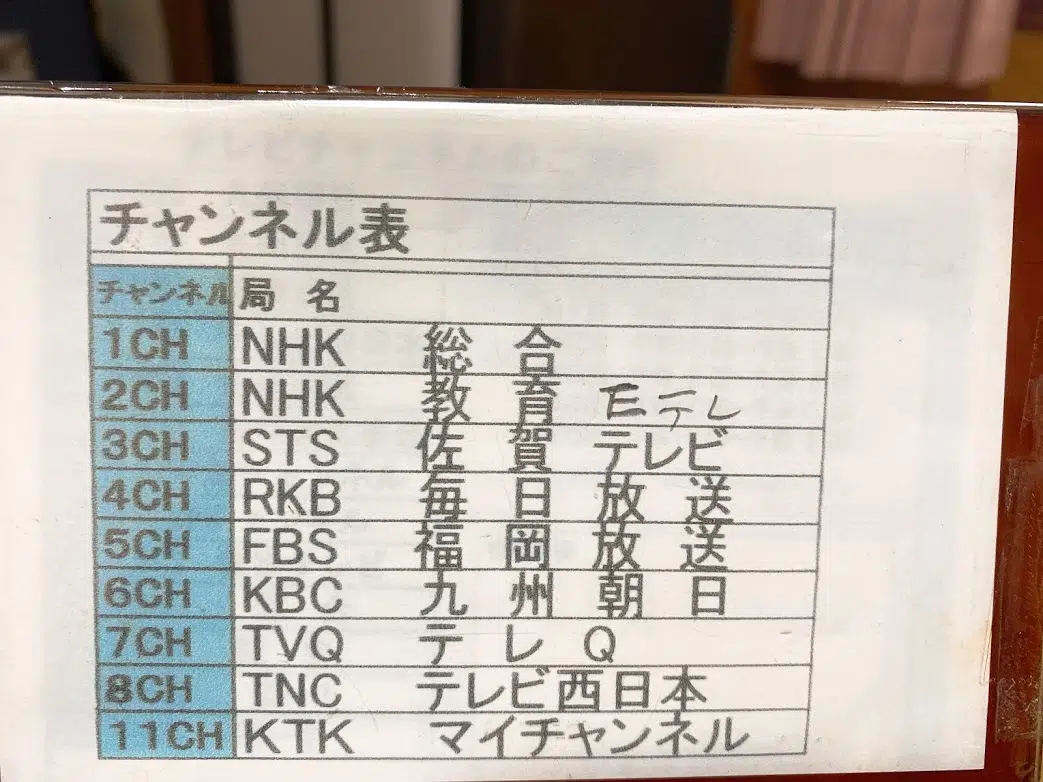 チャンネル表
チャンネル 局 名
1CH NHK 総 合
2CH NHK 教 育 Eテレ
3CH STS 佐 賀 テレビ
4CH RKB 毎 日 放 送
5CH FBS 福 岡 放 送
6CH KBC 九 州 朝 日
7CH TVQ テ レ Q
8CH TNC テレビ西日本
11CH KTK マイチャンネル